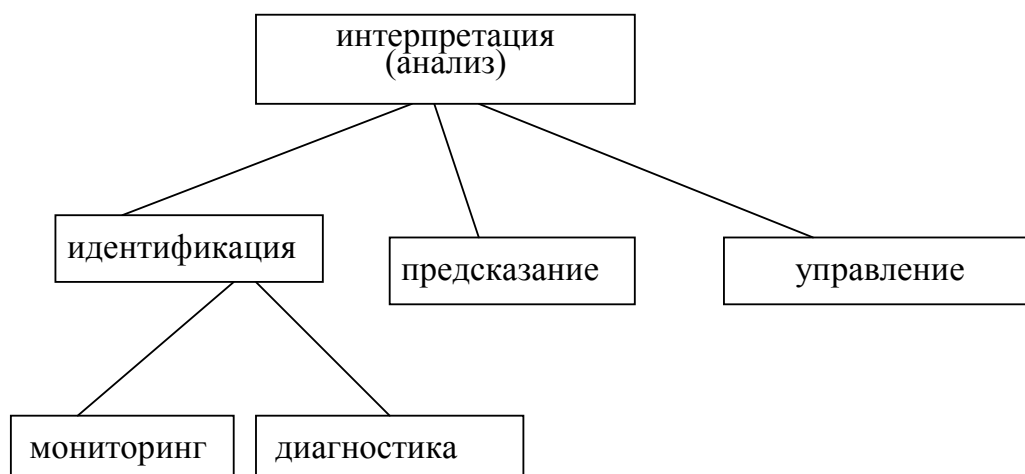 интерпретация
(анализ)
идентификация
предсказание
управление
мониторинг
диагностика